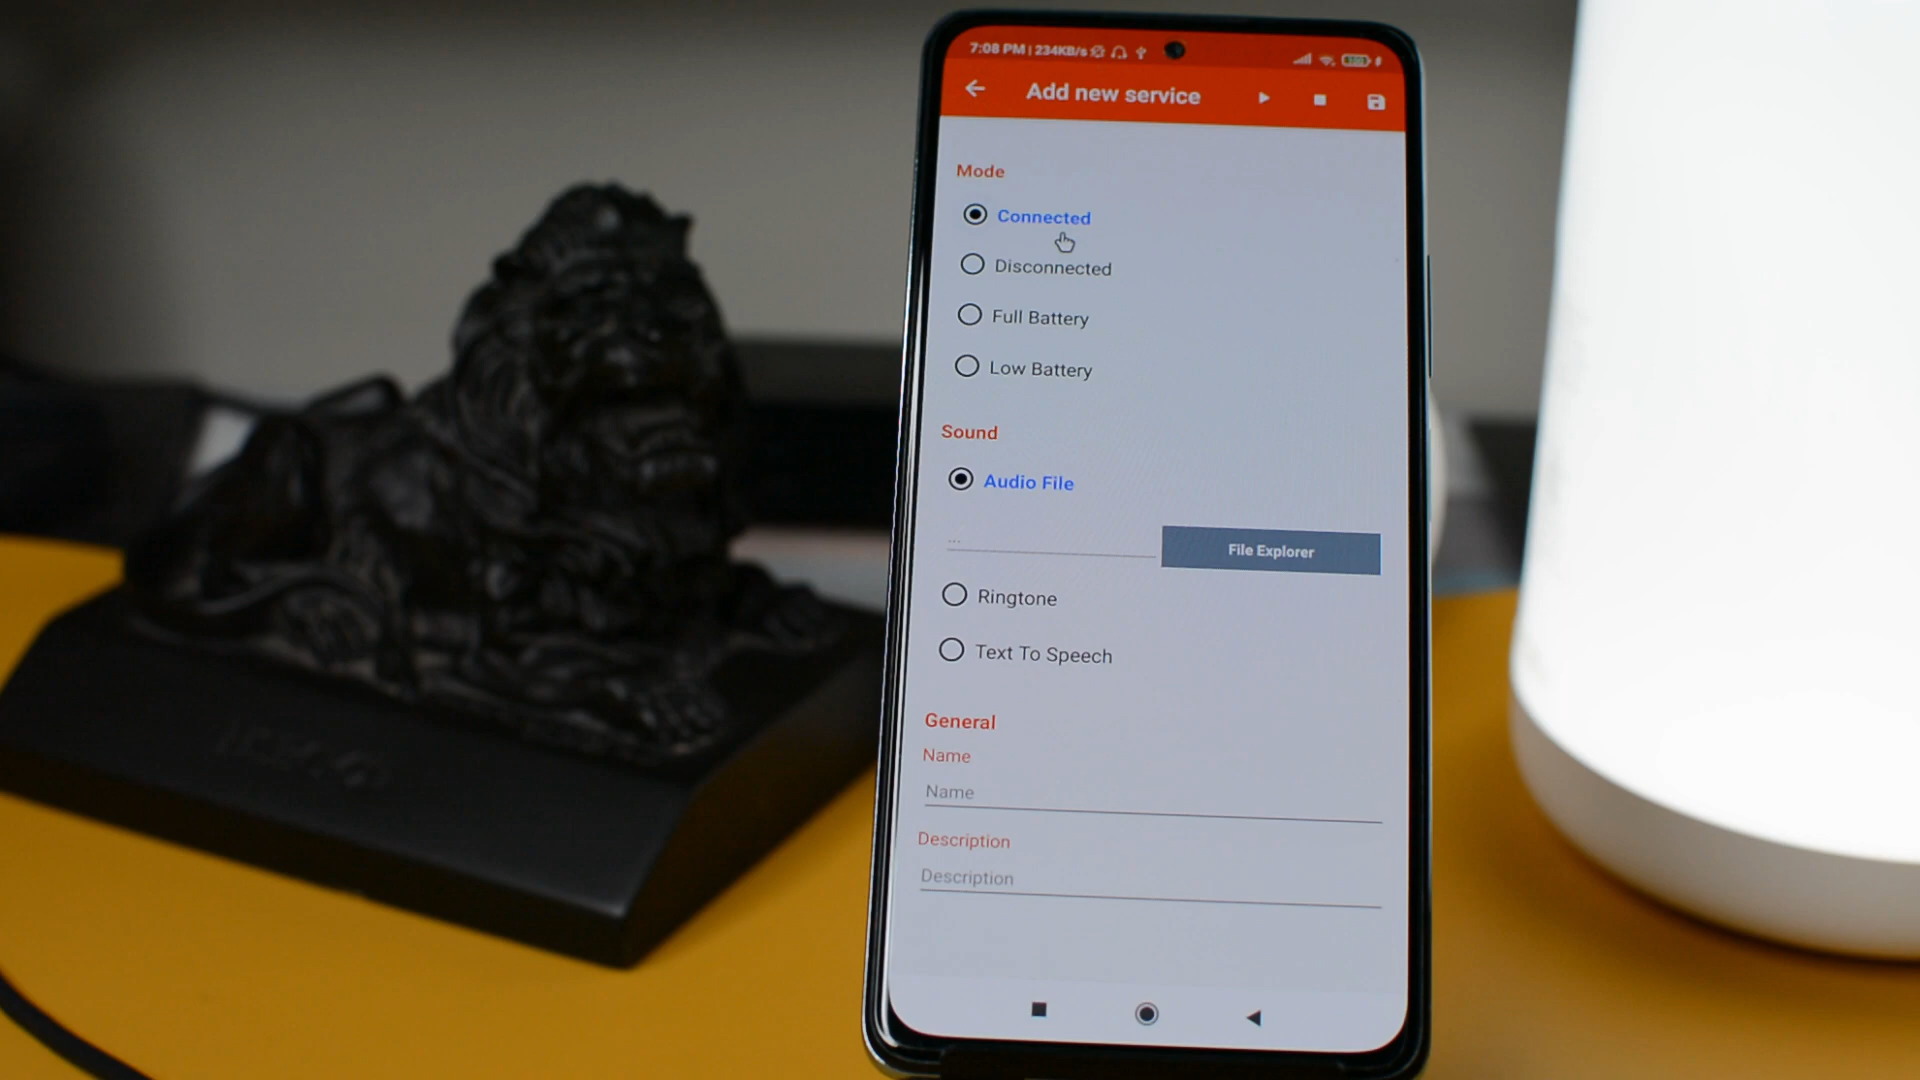 7:08 PM | 234KB/s
Add new service
Mode
Connected
Disconnected
Full Battery
Low Battery
Sound
Audio File
...
File Explorer
Ringtone
Text To Speech
General
Name
Name
Description
Description